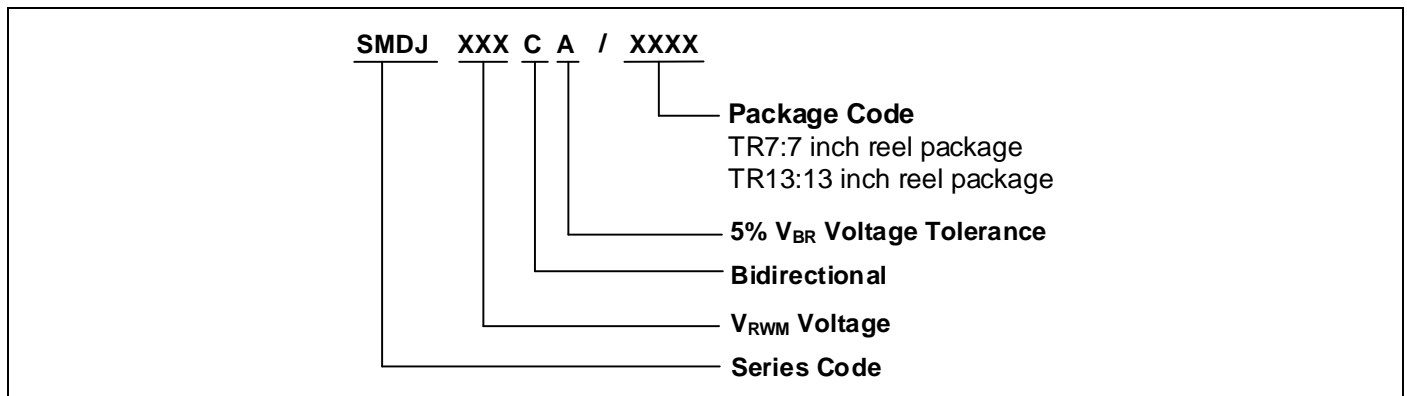 SMDJ XXX C A / XXXX
Package Code
TR7:7 inch reel package
TR13:13 inch reel package
5% VBR Voltage Tolerance
Bidirectional
VRWM Voltage
Series Code